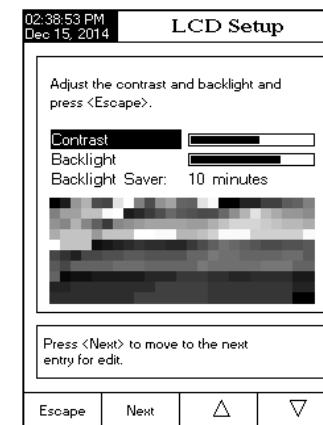 02:38:53 PM
Dec 15, 2014
LCD Setup
Adjust the contrast and backlight and
press <Escape>.
Contrast
Backlight
Backlight Saver: 10 minutes
Press <Next> to move to the next
entry for edit.
Escape Next △ ▽